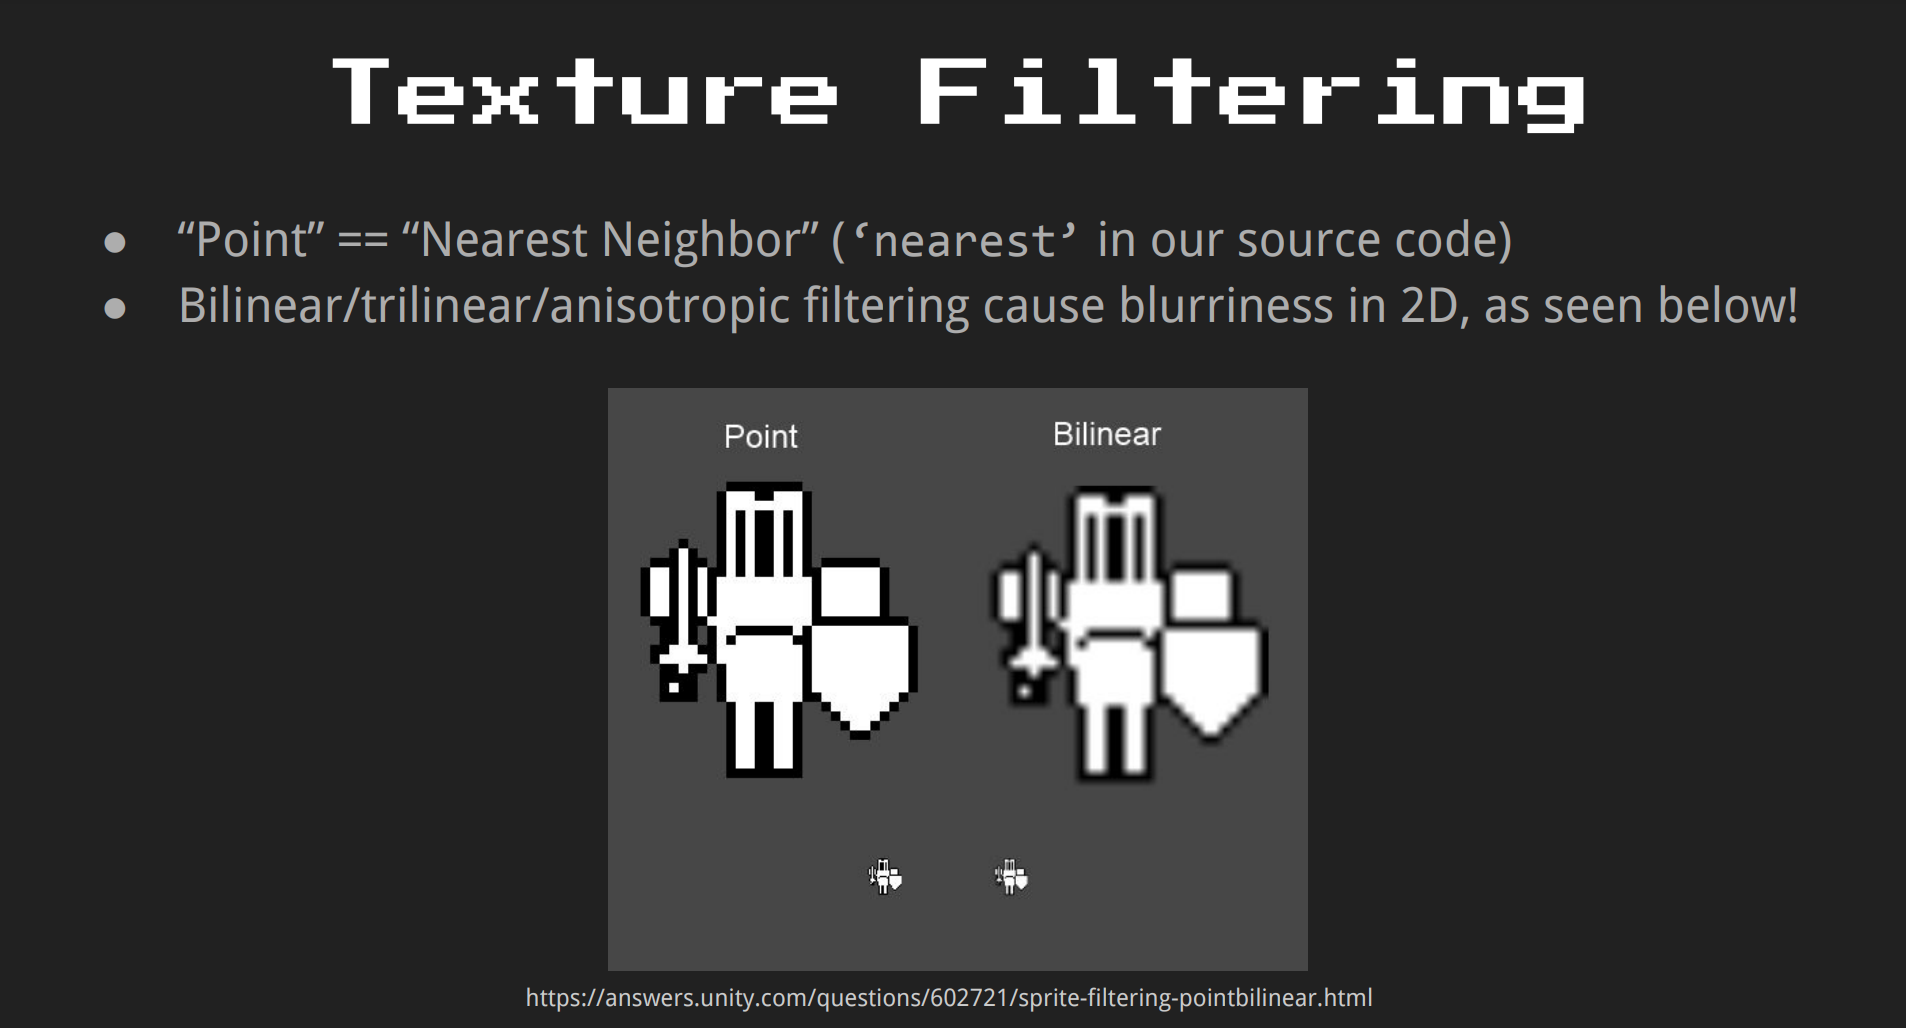 Texture Filtering
● “Point” == “Nearest Neighbor” (‘nearest’ in our source code)
● Bilinear/trilinear/anisotropic filtering cause blurriness in 2D, as seen below!
Point
Bilinear
https://answers.unity.com/questions/602721/sprite-filtering-pointbilinear.html